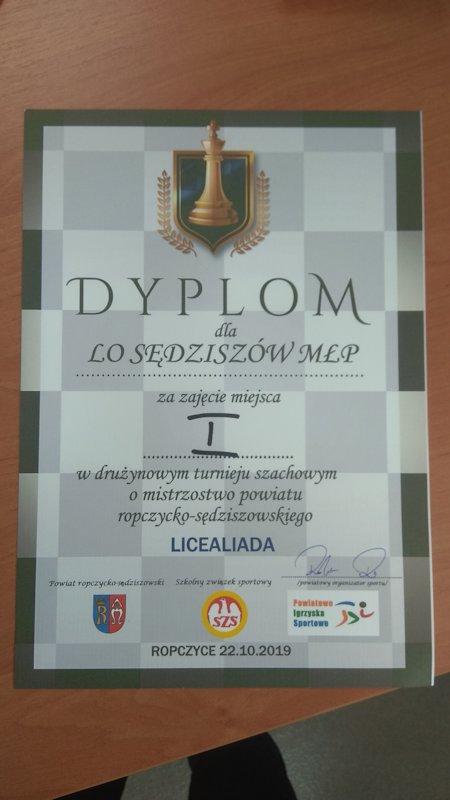 DYPLOM
dla
LO SĘDZISZÓW MŁP
za zajęcie miejsca
I
w drużynowym turnieju szachowym
o mistrzostwo powiatu
ropczycko-sędziszowskiego
LICEALIADA
Powiat ropczycko-sędziszowski
Szkolny związek sportowy
/powiatowy organizator sportu/
SZS
Powiatowe
Igrzyska
Sportowe
ROPCZYCE 22.10.2019